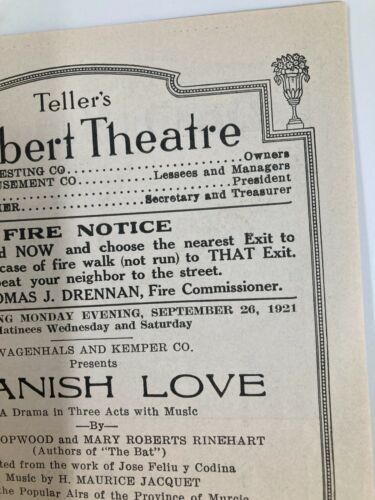 Teller's
bert Theatre
ESTING CO. Owners
USEMENT CO. Lessees and Managers
President
ER Secretary and Treasurer
FIRE NOTICE
d NOW and choose the nearest Exit to
case of fire walk (not run) to THAT Exit.
beat your neighbor to the street.
OMAS J. DRENNAN, Fire Commissioner.
NG MONDAY EVENING, SEPTEMBER 26, 1921
Matinees Wednesday and Saturday
WAGENHALS AND KEMPER CO.
Presents
ANISH LOVE
A Drama in Three Acts with Music
—By—
OPWOOD and MARY ROBERTS RINEHART
(Authors of "The Bat")
ted from the work of Jose Feliu y Codina
Music by H. MAURICE JACQUET
the Popular Airs of the Province of Murcia